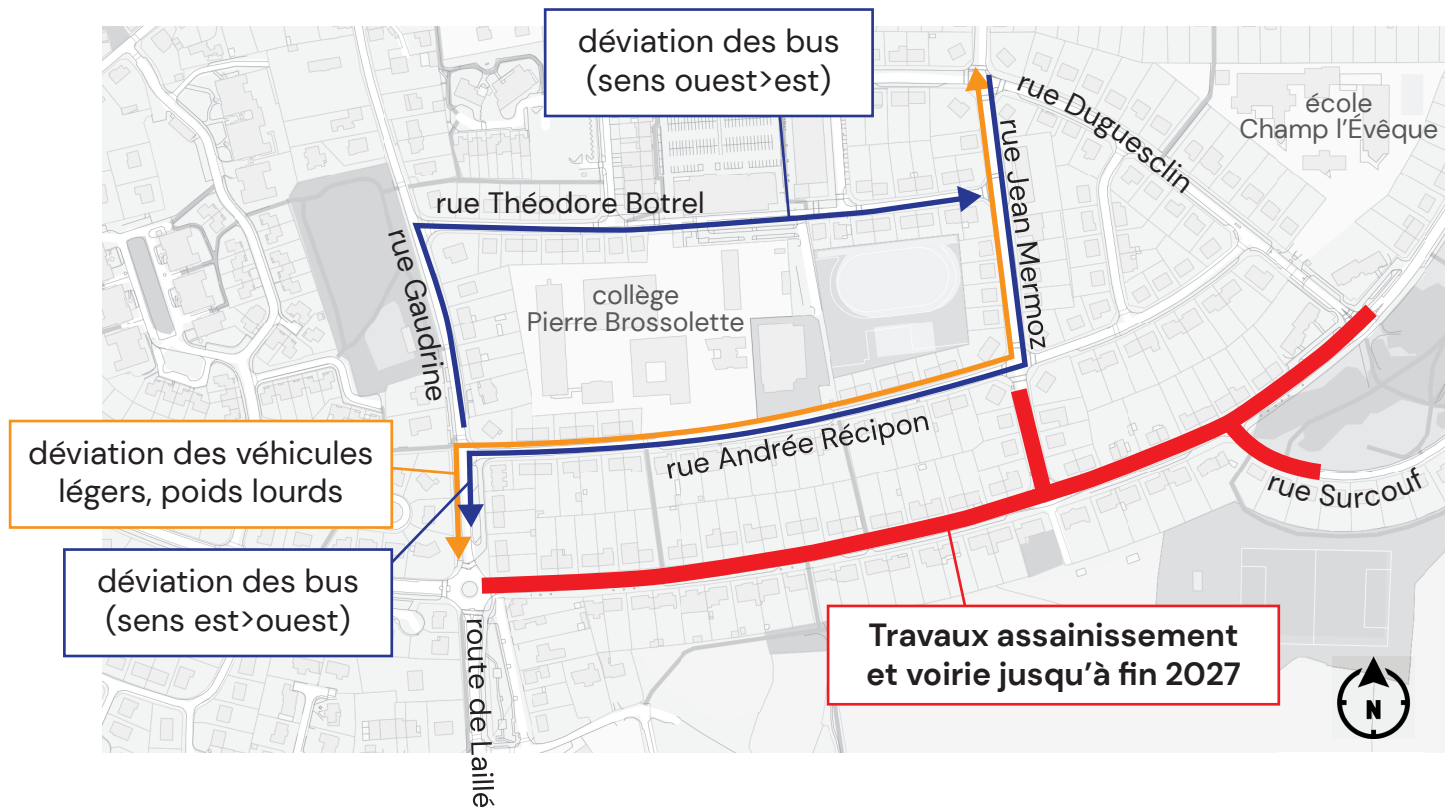 déviation des bus
(sens ouest>est)
rue Duguesclin
école
Champ l'Évêque
rue Jean Mermoz
rue Théodore Botrel
rue Gaudrine
collège
Pierre Brossolette
déviation des véhicules
légers, poids lourds
rue Andrée Récipon
rue Surcouf
déviation des bus
(sens est>ouest)
route de Laillé
Travaux assainissement
et voirie jusqu'à fin 2027
N